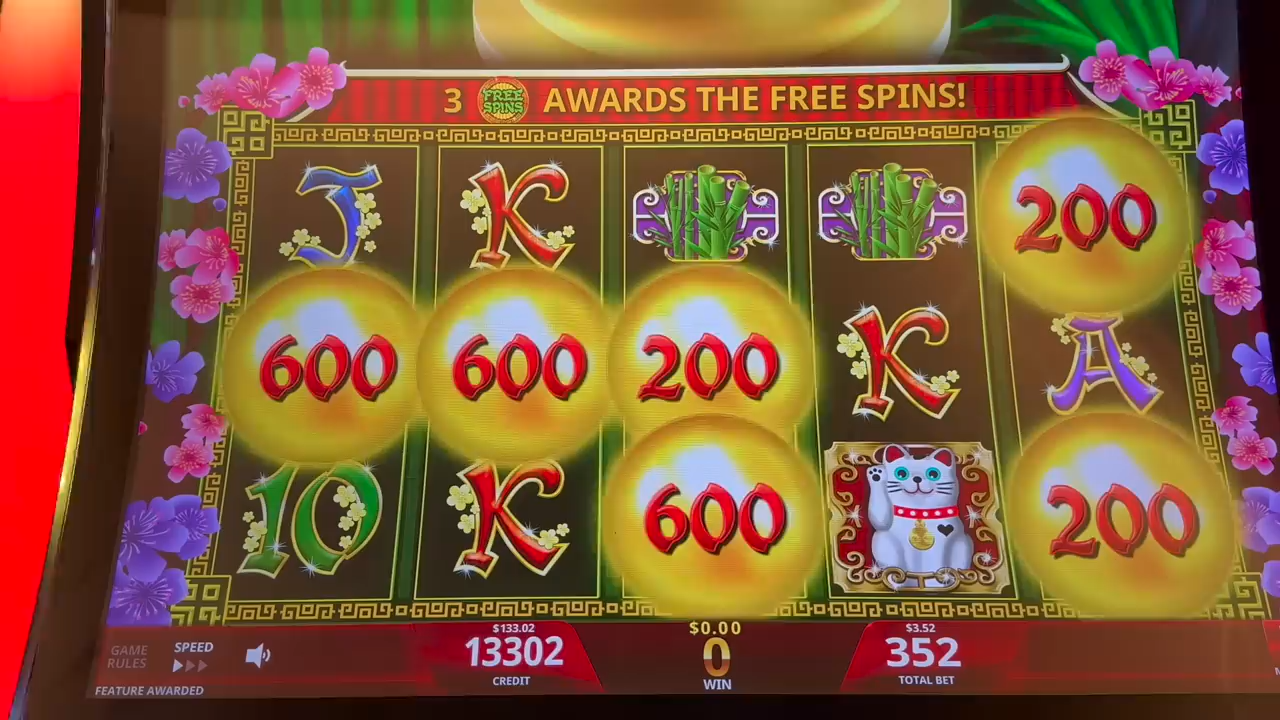 3 FREE SPINS AWARDS THE FREE SPINS!
J K 200
600 600 200 K A
10 K 600 200
GAME RULES
SPEED
$133.02
13302
CREDIT
$0.00
0
WIN
$3.52
352
TOTAL BET
FEATURE AWARDED